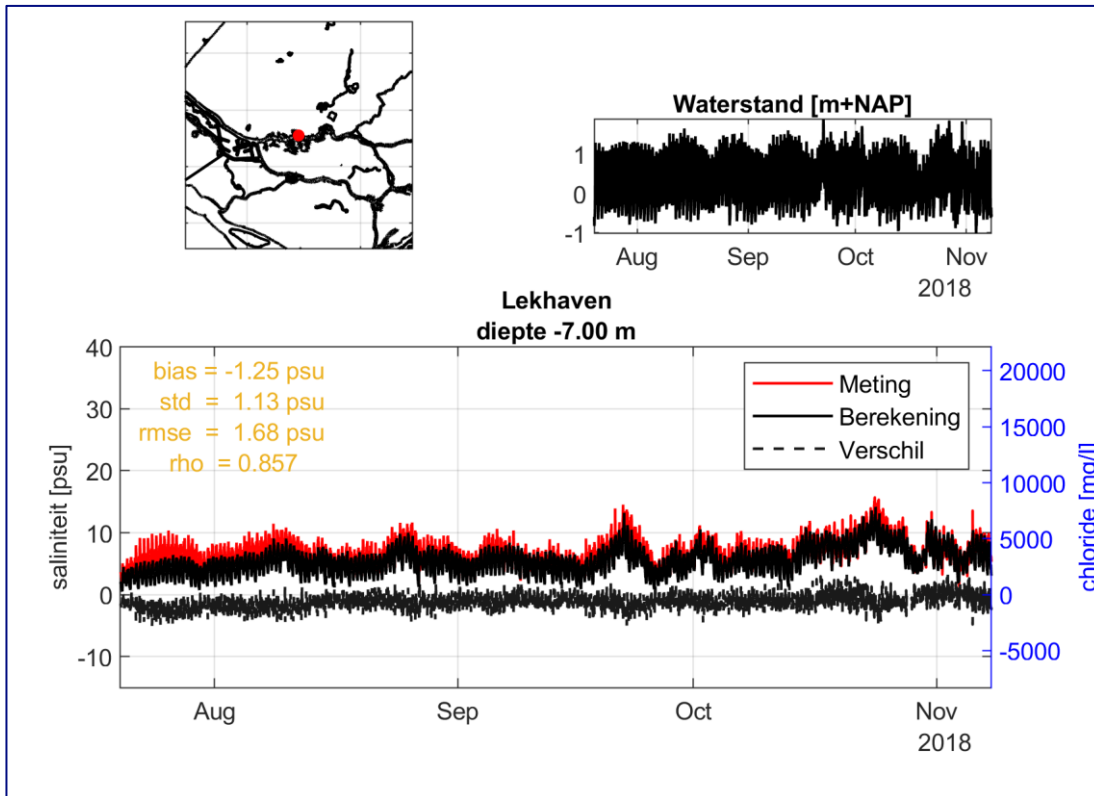 Waterstand [m+NAP]
1
0
-1
Aug Sep Oct Nov
2018
Lekhaven
diepte -7.00 m
bias = -1.25 psu
std = 1.13 psu
rmse = 1.68 psu
rho = 0.857
Meting
Berekening
Verschil
saliniteit [psu]
40
30
20
10
0
-10
chloride [mg/l]
20000
15000
10000
5000
0
-5000
Aug Sep Oct Nov
2018